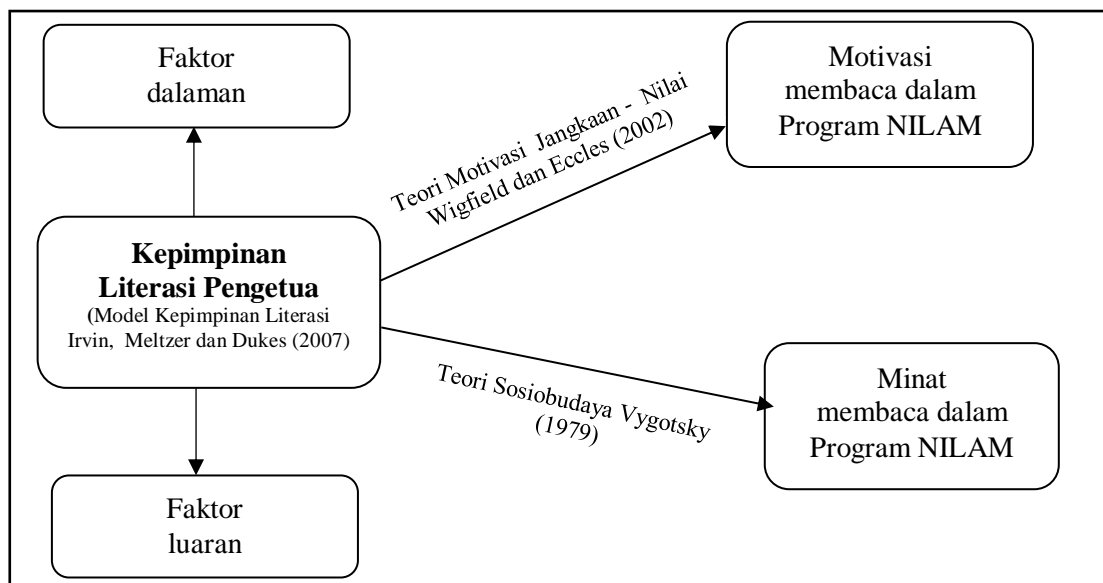 Faktor
dalaman
Motivasi
membaca dalam
Program NILAM
Teori Motivasi Jangkaan - Nilai
Wigfield dan Eccles (2002)
Kepimpinan
Literasi Pengetua
(Model Kepimpinan Literasi
Irvin, Meltzer dan Dukes (2007)
Teori Sosiobudaya Vygotsky
(1979)
Minat
membaca dalam
Program NILAM
Faktor
luaran